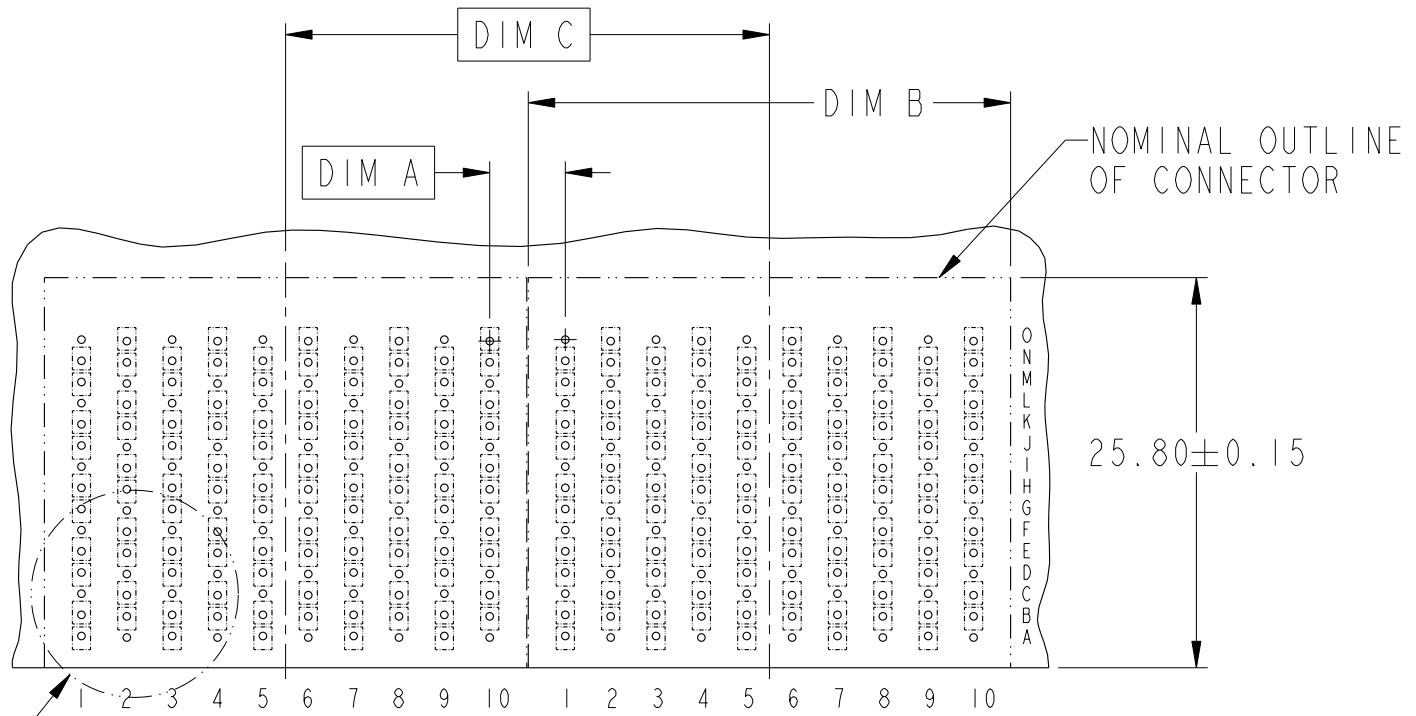 DIM C
DIM B
NOMINAL OUTLINE
OF CONNECTOR
DIM A
O
N
M
L
K
J
I
H
G
F
E
D
C
B
A
25.80±0.15
1 2 3 4 5 6 7 8 9 10 1 2 3 4 5 6 7 8 9 10